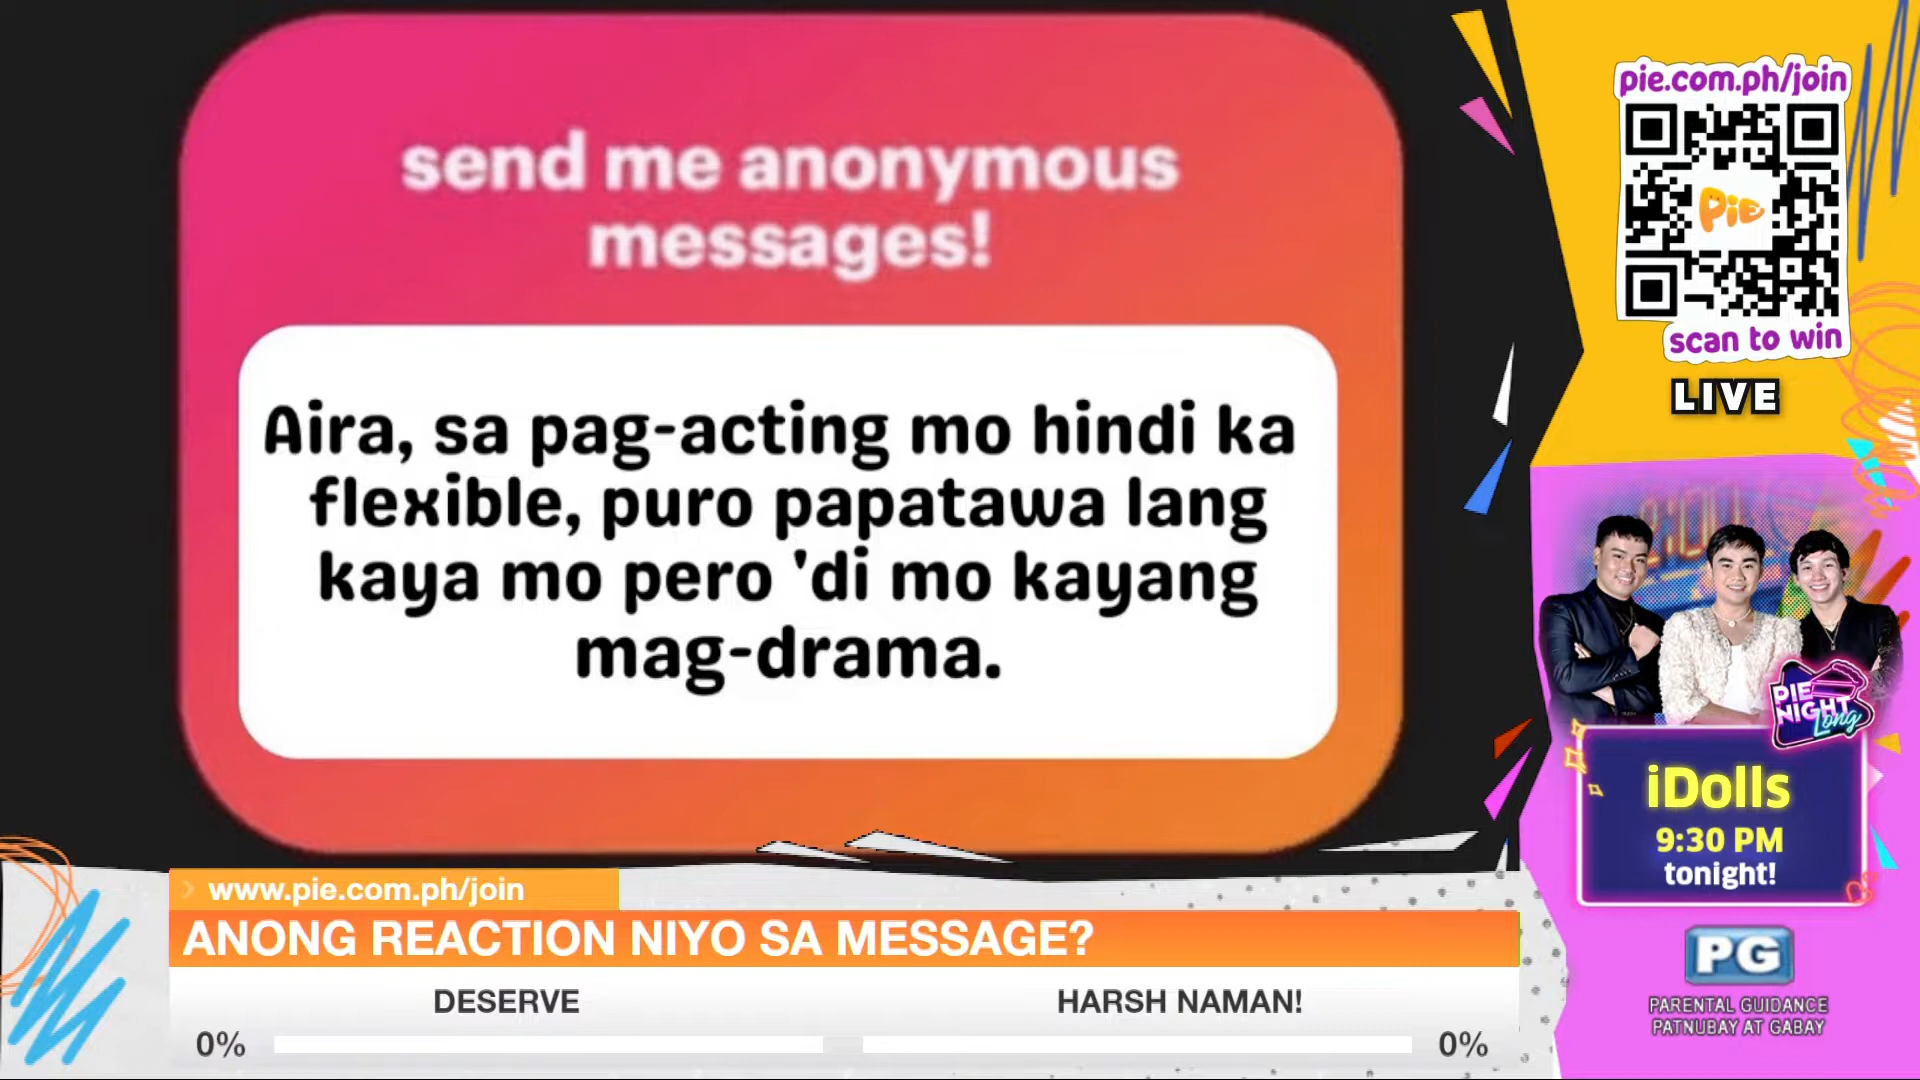 send me anonymous
messages!
Aira, sa pag-acting mo hindi ka
flexible, puro papatawa lang
kaya mo pero 'di mo kayang
mag-drama.
www.pie.com.ph/join
ANONG REACTION NIYO SA MESSAGE?
DESERVE
HARSH NAMAN!
0%
0%
pie.com.ph/join
PiE
scan to win
LIVE
PIE
NIGHT
Long
iDolls
9:30 PM
tonight!
PG
PARENTAL GUIDANCE
PATNUBAY AT GABAY